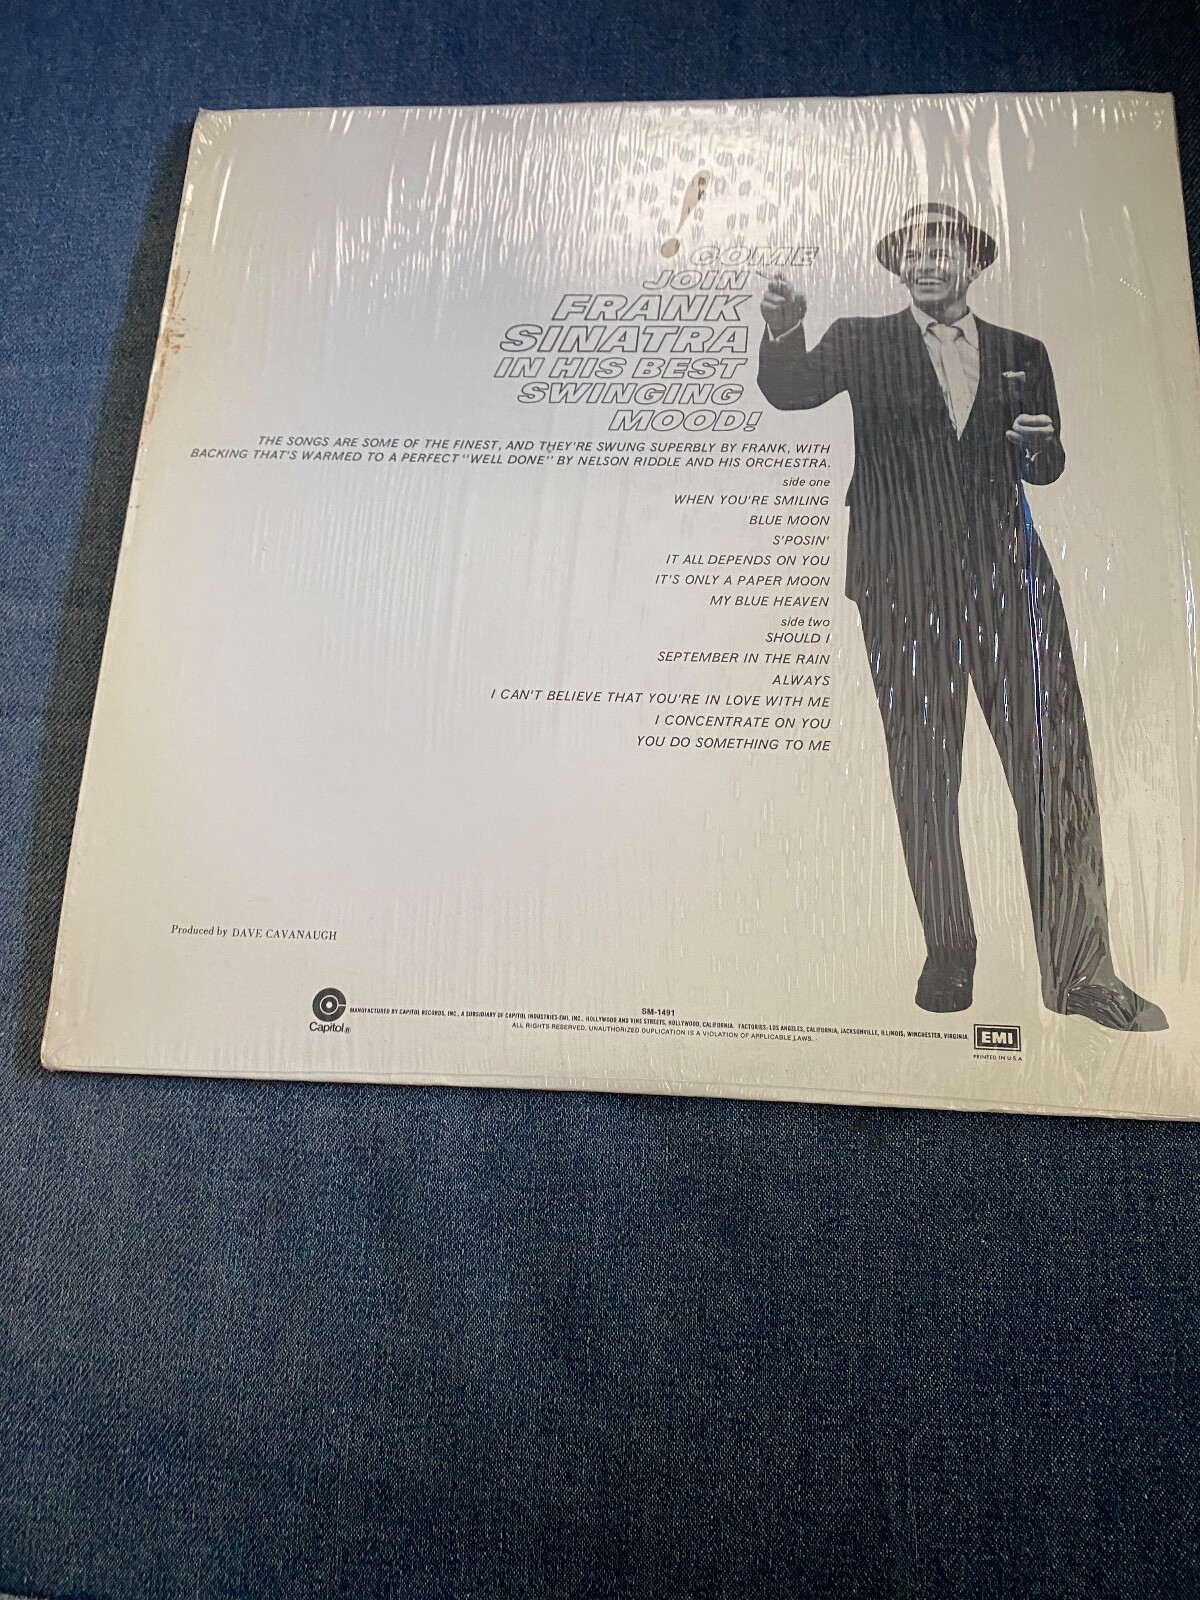 !
COME
JOIN
FRANK
SINATRA
IN HIS BEST
SWINGING
MOOD!
THE SONGS ARE SOME OF THE FINEST, AND THEY'RE SWUNG SUPERBLY BY FRANK, WITH
BACKING THAT'S WARMED TO A PERFECT "WELL DONE" BY NELSON RIDDLE AND HIS ORCHESTRA.
side one
WHEN YOU'RE SMILING
BLUE MOON
S'POSIN'
IT ALL DEPENDS ON YOU
IT'S ONLY A PAPER MOON
MY BLUE HEAVEN
side two
SHOULD I
SEPTEMBER IN THE RAIN
ALWAYS
I CAN'T BELIEVE THAT YOU'RE IN LOVE WITH ME
I CONCENTRATE ON YOU
YOU DO SOMETHING TO ME
Produced by DAVE CAVANAUGH
Capitol®
SM-1491
MANUFACTURED BY CAPITOL RECORDS, INC., A SUBSIDIARY OF CAPITOL INDUSTRIES-EMI, INC., HOLLYWOOD AND VINE STREETS, HOLLYWOOD, CALIFORNIA. FACTORIES: LOS ANGELES, CALIFORNIA, JACKSONVILLE, ILLINOIS, WINCHESTER, VIRGINIA.
ALL RIGHTS RESERVED. UNAUTHORIZED DUPLICATION IS A VIOLATION OF APPLICABLE LAWS.
EMI
PRINTED IN U.S.A.